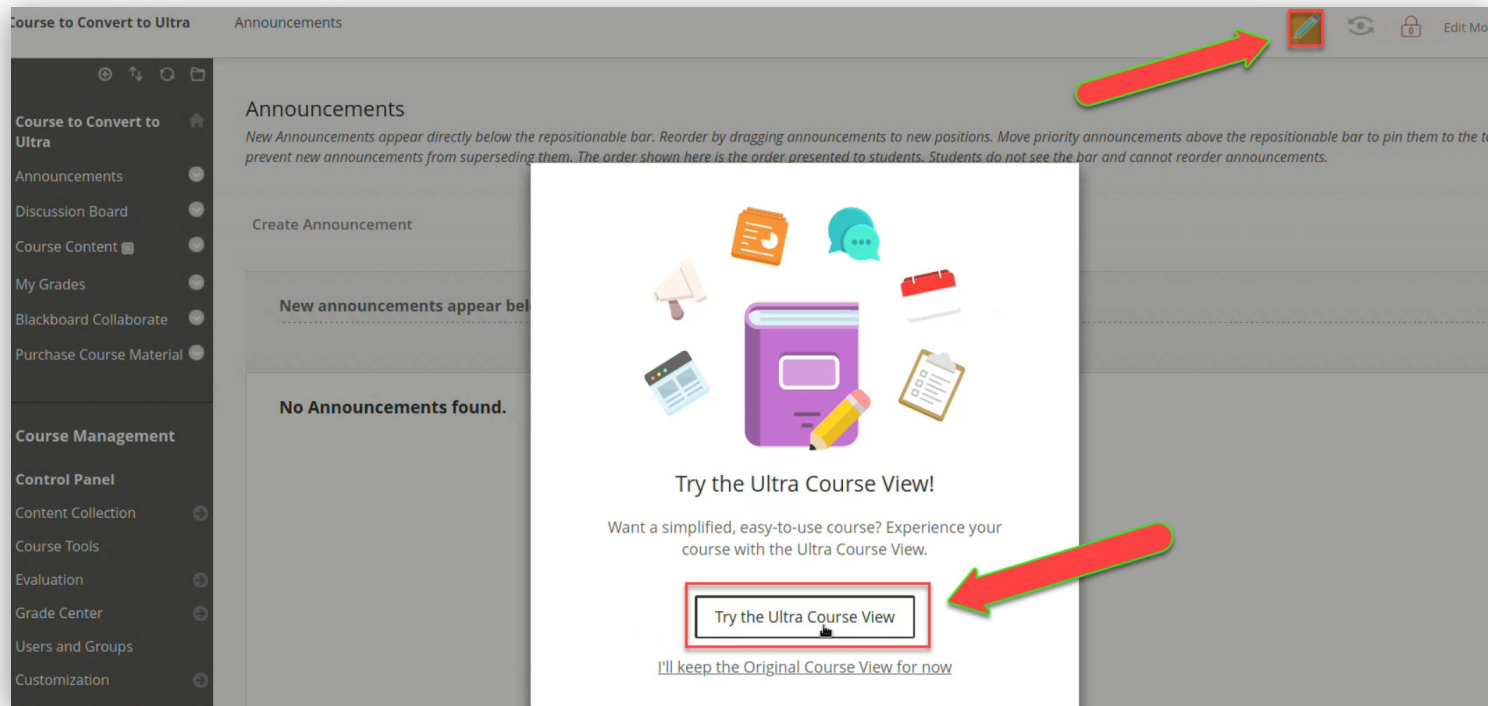 Course to Convert to Ultra
Announcements
Edit Mo
Course to Convert to
Ultra
Announcements
Discussion Board
Course Content
My Grades
Blackboard Collaborate
Purchase Course Material
Course Management
Control Panel
Content Collection
Course Tools
Evaluation
Grade Center
Users and Groups
Customization
Announcements
New Announcements appear directly below the repositionable bar. Reorder by dragging announcements to new positions. Move priority announcements above the repositionable bar to pin them to the to
prevent new announcements from superseding them. The order shown here is the order presented to students. Students do not see the bar and cannot reorder announcements.
Create Announcement
New announcements appear bel
No Announcements found.
Try the Ultra Course View!
Want a simplified, easy-to-use course? Experience your
course with the Ultra Course View.
Try the Ultra Course View
I'll keep the Original Course View for now